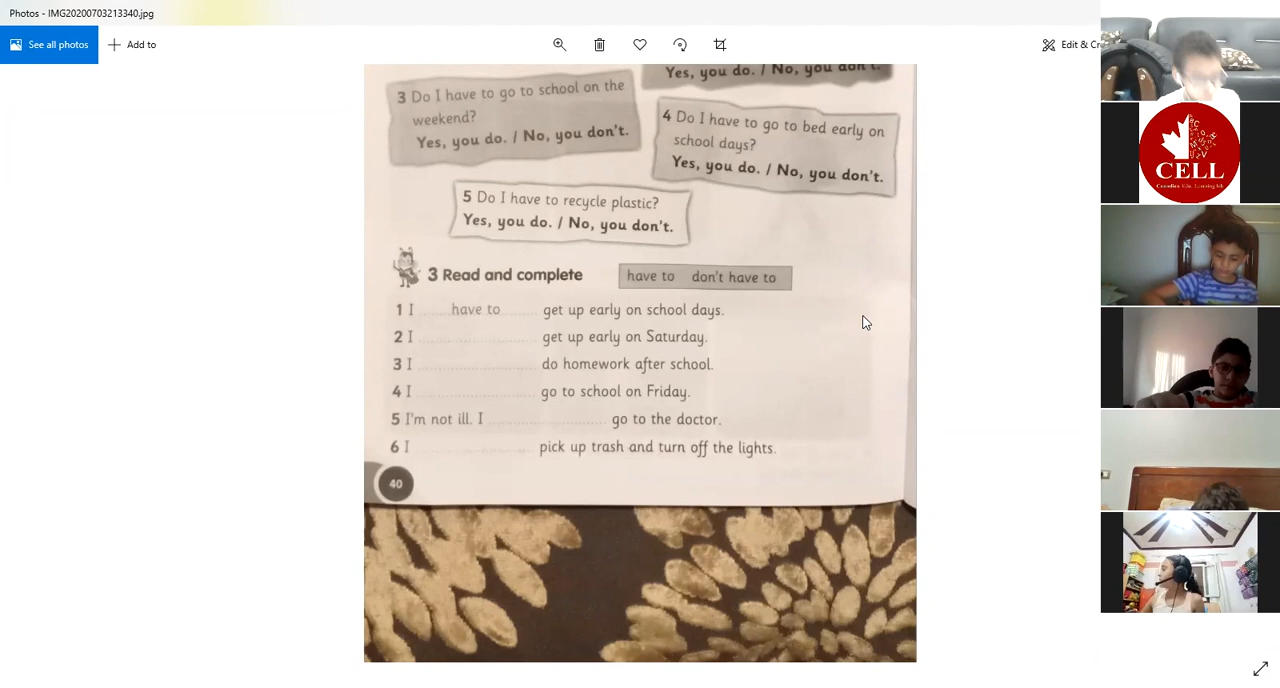 Photos - IMG20200703213340.jpg
See all photos
Add to
Edit & Cr
Yes, you do. / No, you don't.
3 Do I have to go to school on the
weekend?
Yes, you do. / No, you don't.
4 Do I have to go to bed early on
school days?
Yes, you do. / No, you don't.
5 Do I have to recycle plastic?
Yes, you do. / No, you don't.
3 Read and complete
have to don't have to
1 I ........ have to ........ get up early on school days.
2 I ........................ get up early on Saturday.
3 I ........................ do homework after school.
4 I ........................ go to school on Friday.
5 I'm not ill. I ........................ go to the doctor.
6 I ........................ pick up trash and turn off the lights.
40
CELL